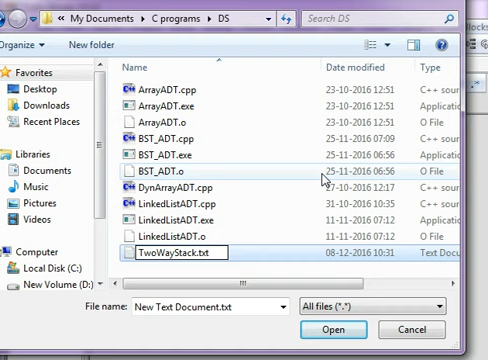 My Documents ▸ C programs ▸ DS
Search DS
Organize
New folder
Name
Date modified
Type
Favorites
Desktop
Downloads
Recent Places
Libraries
Documents
Music
Pictures
Videos
Computer
Local Disk (C:)
New Volume (D:)
ArrayADT.cpp 23-10-2016 12:51 C++ sour
ArrayADT.exe 23-10-2016 12:51 Applicatio
ArrayADT.o 23-10-2016 12:51 O File
BST_ADT.cpp 25-11-2016 07:09 C++ sour
BST_ADT.exe 25-11-2016 06:56 Applicatio
BST_ADT.o 25-11-2016 06:56 O File
DynArrayADT.cpp 27-10-2016 12:17 C++ sour
LinkedListADT.cpp 31-10-2016 10:35 C++ sour
LinkedListADT.exe 11-11-2016 07:12 Applicatio
LinkedListADT.o 11-11-2016 07:12 O File
TwoWayStack.txt 08-12-2016 10:31 Text Docu
File name: New Text Document.txt
All files (*.*)
Open
Cancel